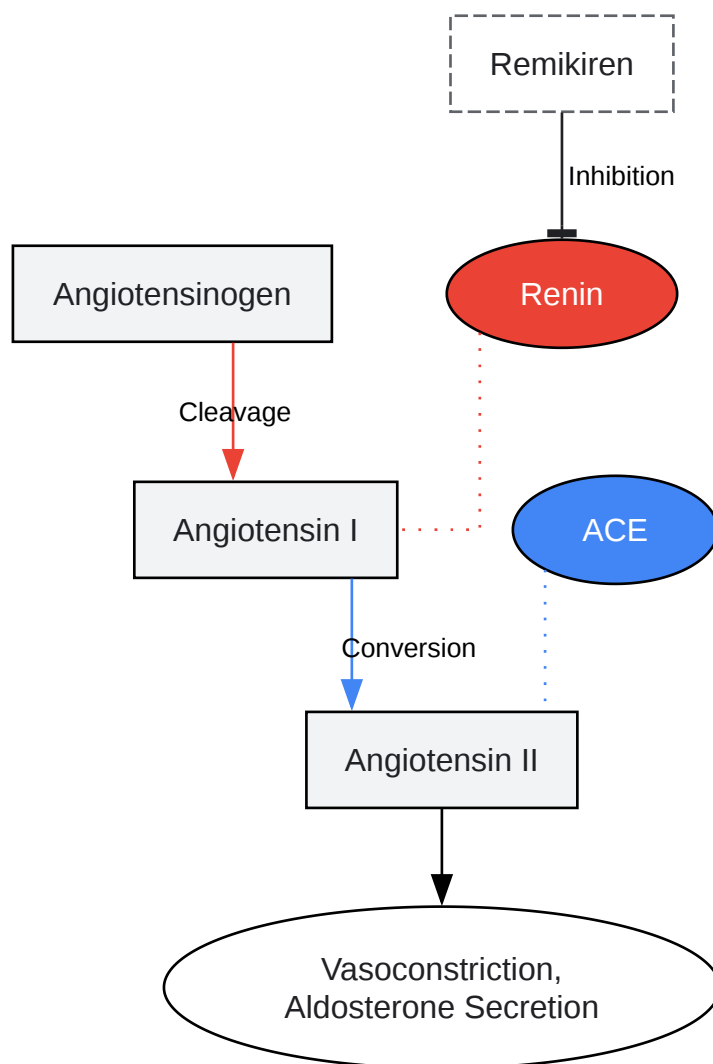 Remikiren
Inhibition
Angiotensinogen
Renin
Cleavage
Angiotensin I
ACE
Conversion
Angiotensin II
Vasoconstriction,
Aldosterone Secretion